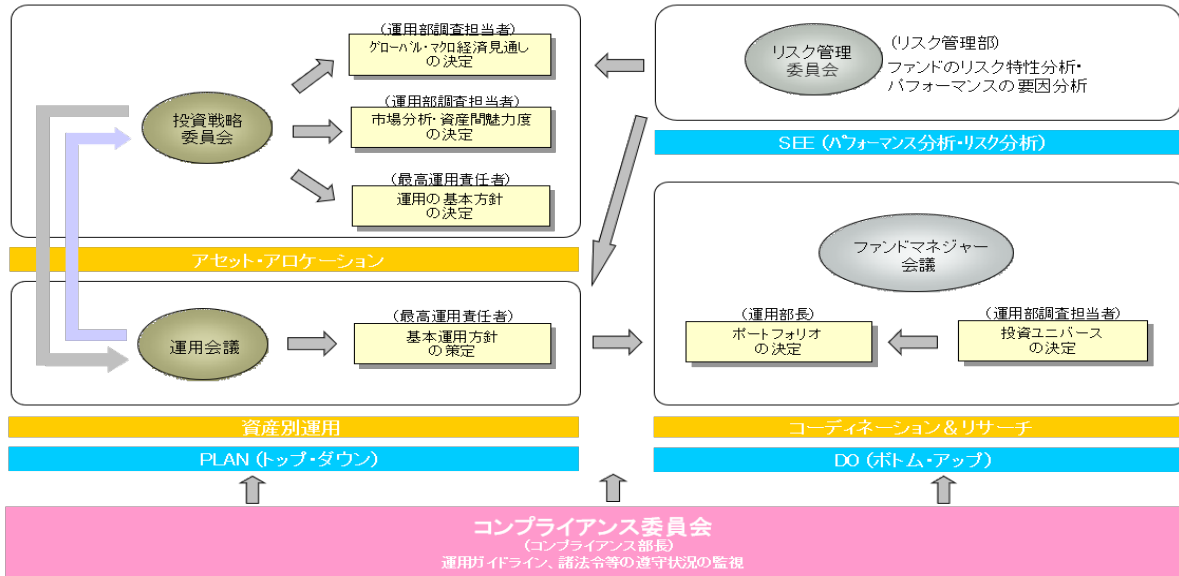 (運用部調査担当者)
グローバル・マクロ経済見通し
の決定
投資戦略
委員会
(運用部調査担当者)
市場分析・資産間魅力度
の決定
(最高運用責任者)
運用の基本方針
の決定
アセット・アロケーション
運用会議
(最高運用責任者)
基本運用方針
の策定
資産別運用
PLAN (トップ・ダウン)
リスク管理
委員会
(リスク管理部)
ファンドのリスク特性分析・
パフォーマンスの要因分析
SEE (パフォーマンス分析・リスク分析)
ファンドマネジャー
会議
(運用部長)
ポートフォリオ
の決定
(運用部調査担当者)
投資ユニバース
の決定
コーディネーション&リサーチ
DO (ボトム・アップ)
コンプライアンス委員会
(コンプライアンス部長)
運用ガイドライン、諸法令等の遵守状況の監視